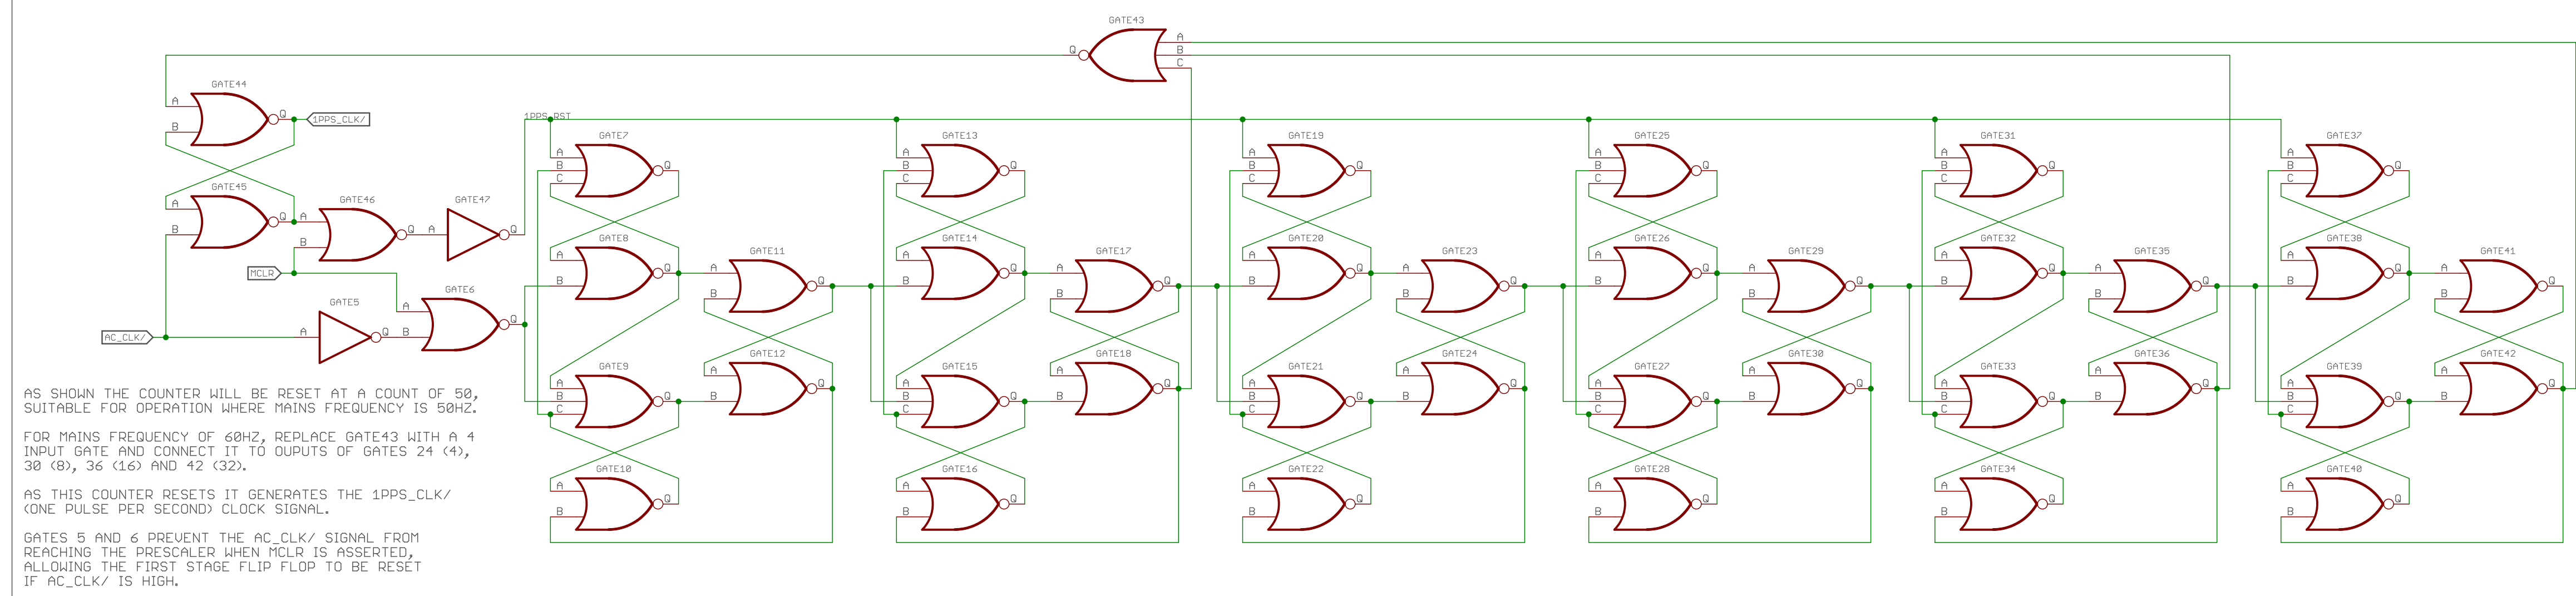 GATE43
Q A
B
C
GATE44
A
B
Q
1PPS_CLK/
1PPS_RST
GATE7 GATE13 GATE19 GATE25 GATE31 GATE37
A A A A A A
B Q B Q B Q B Q B Q B Q
C C C C C C
GATE45 GATE46 GATE47
A
B Q A Q A Q
B
GATE8 GATE14 GATE20 GATE26 GATE32 GATE38
GATE11 GATE17 GATE23 GATE29 GATE35 GATE41
A A A A A A
Q A Q A Q A Q A Q A Q A
B Q B Q B Q B Q B Q B Q
B B B B B B
MCLR
GATE5 GATE6
A
AC_CLK/ A Q B Q
GATE9 GATE12 GATE15 GATE18 GATE21 GATE24 GATE27 GATE30 GATE33 GATE36 GATE39 GATE42
A A A A A A A A A A A A
B Q B Q B Q B Q B Q B Q B Q B Q B Q B Q B Q B Q
C C C C C C
GATE10 GATE16 GATE22 GATE28 GATE34 GATE40
A A A A A A
Q Q Q Q Q Q
B B B B B B
AS SHOWN THE COUNTER WILL BE RESET AT A COUNT OF 50,
SUITABLE FOR OPERATION WHERE MAINS FREQUENCY IS 50HZ.
FOR MAINS FREQUENCY OF 60HZ, REPLACE GATE43 WITH A 4
INPUT GATE AND CONNECT IT TO OUPUTS OF GATES 24 (4),
30 (8), 36 (16) AND 42 (32).
AS THIS COUNTER RESETS IT GENERATES THE 1PPS_CLK/
(ONE PULSE PER SECOND) CLOCK SIGNAL.
GATES 5 AND 6 PREVENT THE AC_CLK/ SIGNAL FROM
REACHING THE PRESCALER WHEN MCLR IS ASSERTED,
ALLOWING THE FIRST STAGE FLIP FLOP TO BE RESET
IF AC_CLK/ IS HIGH.